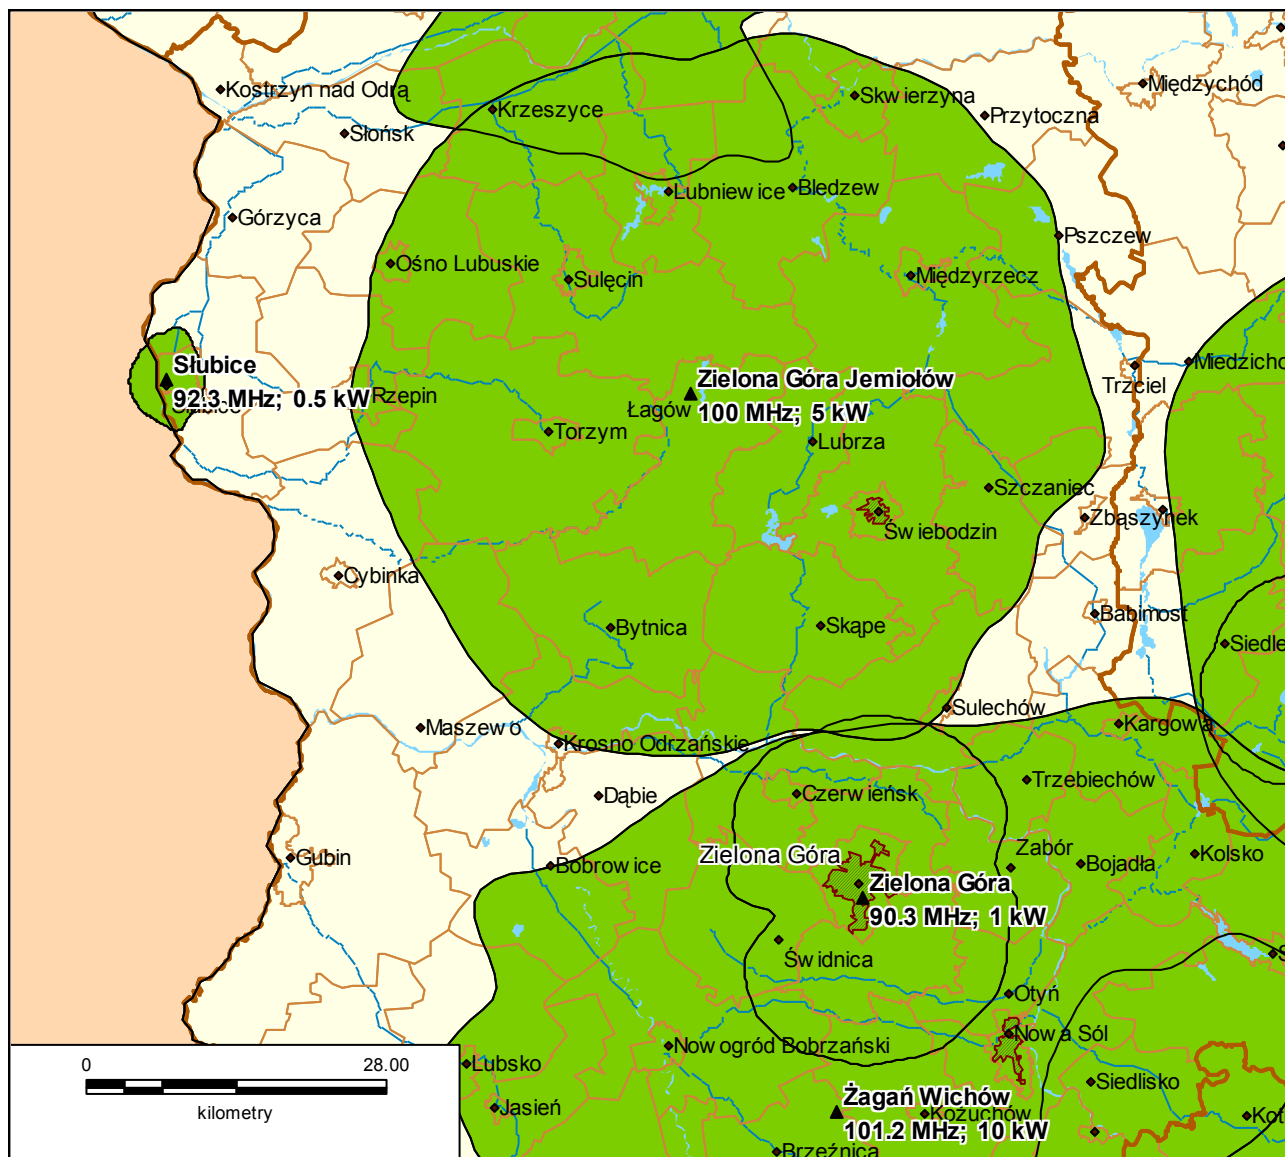 Kostrzyn nad Odrą
Słońsk
Krzeszyce
Skwierzyna
Przytoczna
Międzychód
Górzyca
Lubniewice
Bledzew
Pszczew
Ośno Lubuskie
Sulęcin
Międzyrzecz
Słubice
92.3 MHz; 0.5 kW
Rzepin
Zielona Góra Jemiołów
100 MHz; 5 kW
Łagów
Trzciel
Torzym
Lubrza
Szczaniec
Świebodzin
Zbąszynek
Cybinka
Babimost
Bytnica
Skąpe
Sulechów
Kargowa
Maszewo
Krosno Odrzańskie
Dąbie
Czerwieńsk
Trzebiechów
Gubin
Bobrowice
Zielona Góra
Zabór
Bojadła
Kolsko
Zielona Góra
90.3 MHz; 1 kW
Świdnica
Otyń
Nowa Sól
Nowogród Bobrzański
Lubsko
Siedlisko
Jasień
Żagań Wichów
101.2 MHz; 10 kW
Kożuchów
Brzeźnica
0 28.00
kilometry